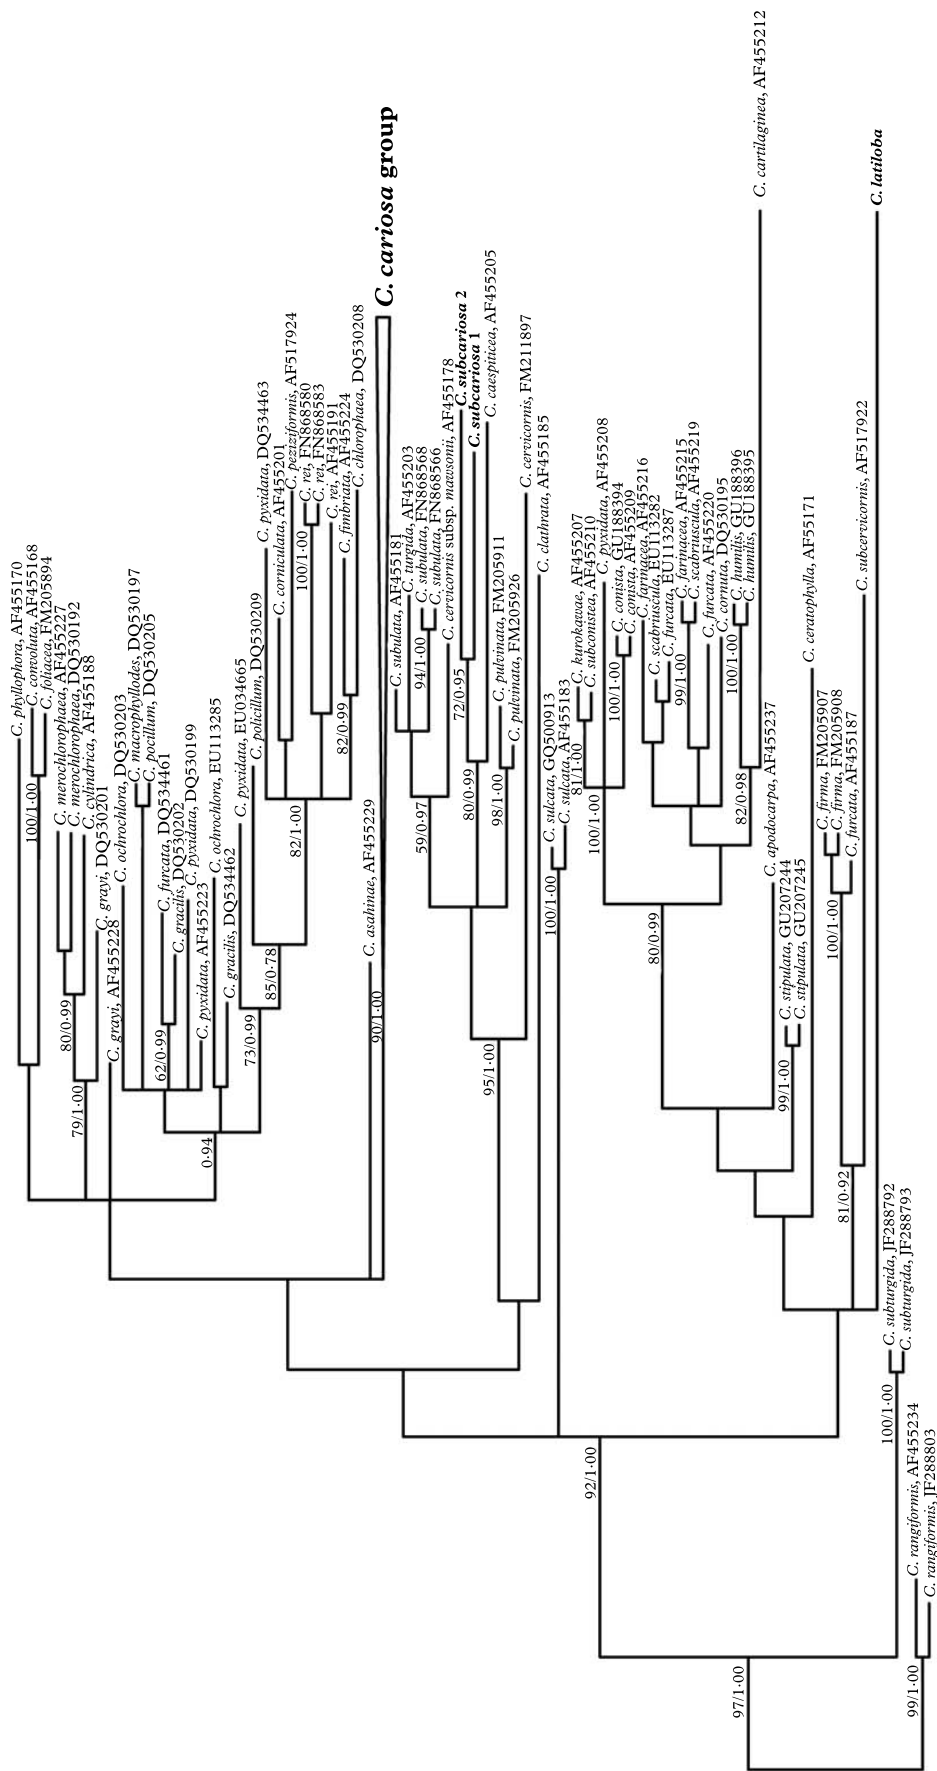 C. phyllophora, AF455170
C. convoluta, AF455168
100/1·00
C. foliacea, FM205894
C. merochlorophaea, AF455227
C. merochlorophaea, DQ530192
80/0·99
C. cylindrica, AF455188
79/1·00
C. grayi, DQ530201
C. grayi, AF455228
C. ochrochlora, DQ530203
C. macrophyllodes, DQ530197
C. pocillum, DQ530205
C. furcata, DQ534461
62/0·99
C. gracilis, DQ530202
C. pyxidata, DQ530199
C. pyxidata, AF455223
0·94
C. ochrochlora, EU113285
C. gracilis, DQ534462
C. pyxidata, EU034665
73/0·99
C. policillum, DQ530209
85/0·78
C. pyxidata, DQ534463
C. corniculata, AF455201
C. peziziformis, AF517924
82/1·00
C. rei, FN868580
100/1·00
C. rei, FN868583
C. rei, AF455191
C. fimbriata, AF455224
82/0·99
C. chlorophaea, DQ530208
C. asahinae, AF455229
90/1·00
C. cariosa group
C. subulata, AF455181
C. turgida, AF455203
C. subulata, FN868568
94/1·00
C. subulata, FN868566
59/0·97
C. cervicornis subsp. mawsonii, AF455178
C. subcariosa 2
72/0·95
C. subcariosa 1
80/0·99
C. caespiticea, AF455205
95/1·00
C. pulvinata, FM205911
98/1·00
C. pulvinata, FM205926
C. cervicornis, FM211897
C. clathrata, AF455185
C. sulcata, GQ500913
100/1·00
C. sulcata, AF455183
C. kurokawae, AF455207
81/1·00
C. subconistea, AF455210
100/1·00
C. pyxidata, AF455208
C. conista, GU188394
100/1·00
C. conista, AF455209
C. farinacea, AF455216
C. scabriuscula, EU113282
C. furcata, EU113287
80/0·99
C. farinacea, AF455215
99/1·00
C. scabriuscula, AF455219
C. furcata, AF455220
C. cornuta, DQ530195
C. humilis, GU188396
100/1·00
C. humilis, GU188395
82/0·98
C. cartilaginea, AF455212
C. apodocarpa, AF455237
C. stipulata, GU207244
99/1·00
C. stipulata, GU207245
C. ceratophylla, AF55171
C. firma, FM205907
100/1·00
C. firma, FM205908
C. furcata, AF455187
81/0·92
C. subcervicornis, AF517922
C. latiloba
92/1·00
C. subturgida, JF288792
100/1·00
C. subturgida, JF288793
97/1·00
C. rangiformis, AF455234
99/1·00
C. rangiformis, JF288803